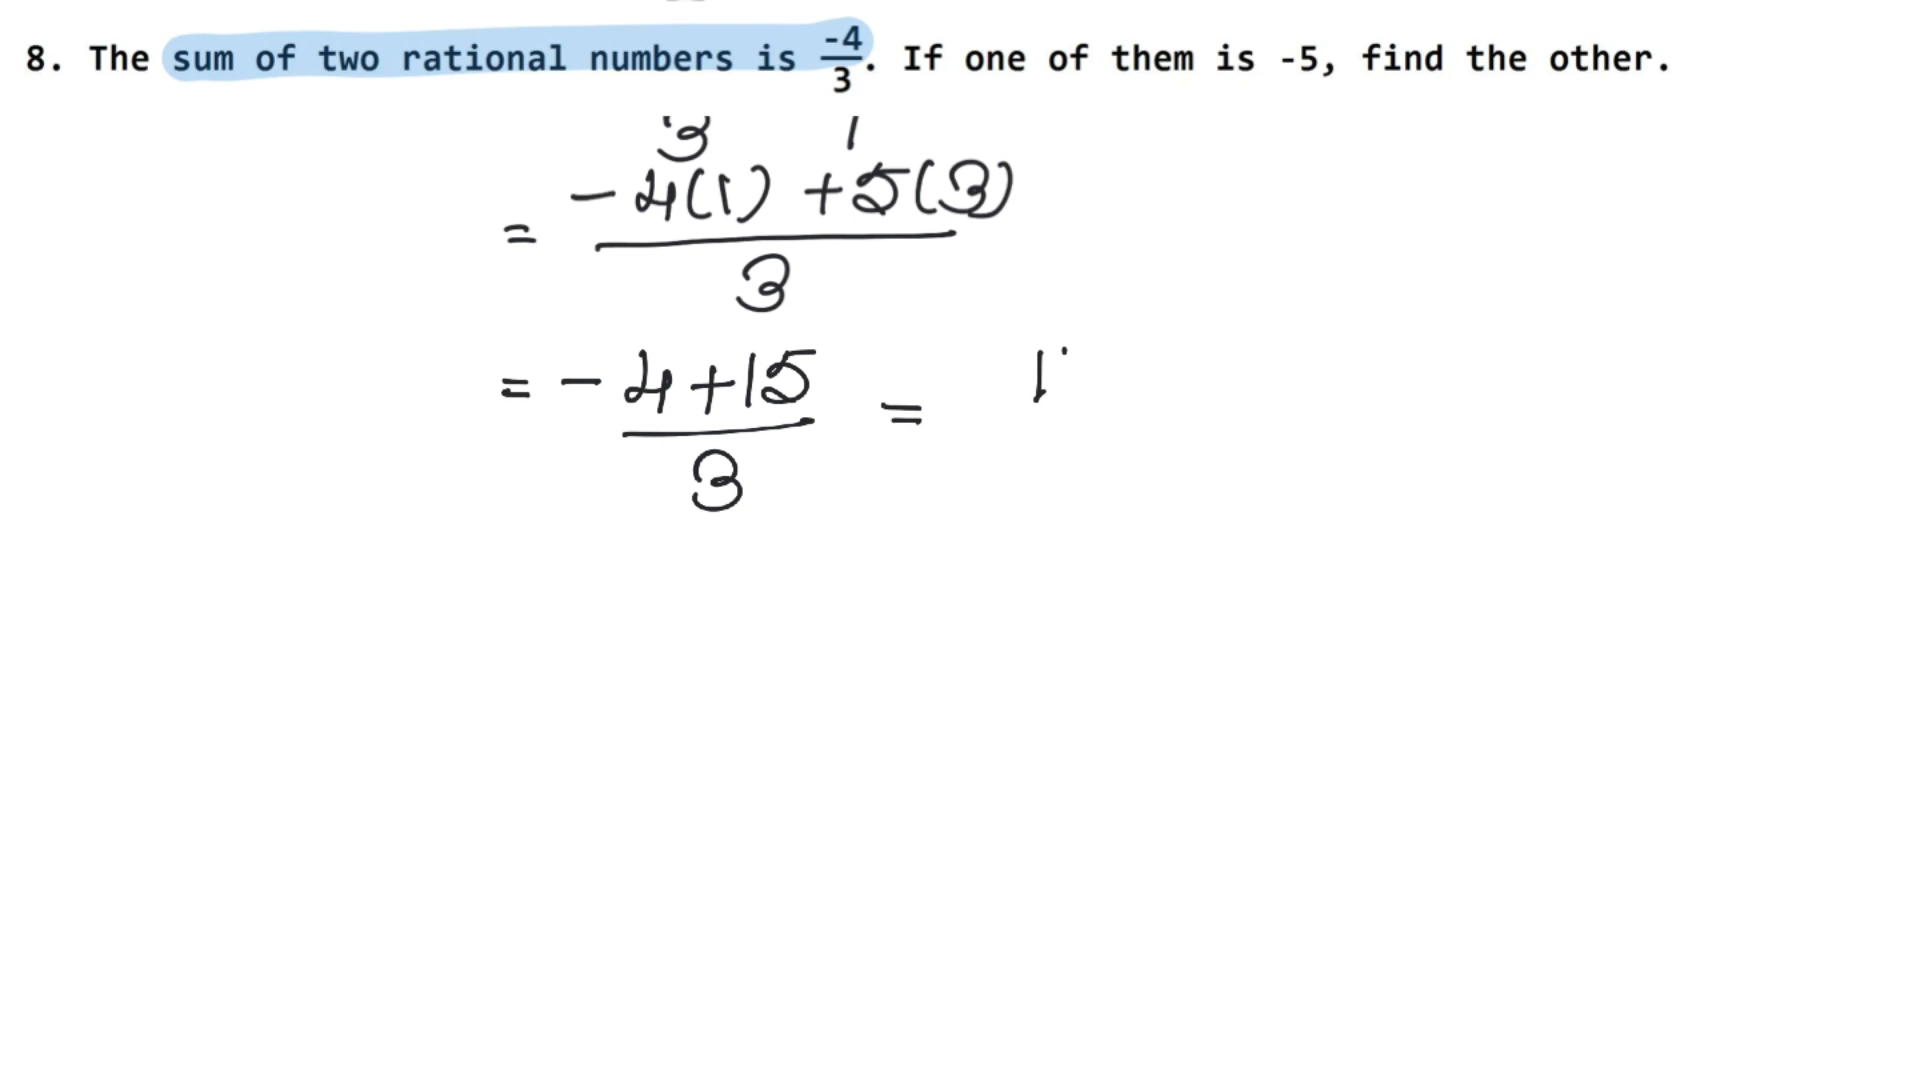 8. The sum of two rational numbers is -4/3. If one of them is -5, find the other.
3 1
= -4(1) +5(3) / 3
= -4+15 / 3 = 1